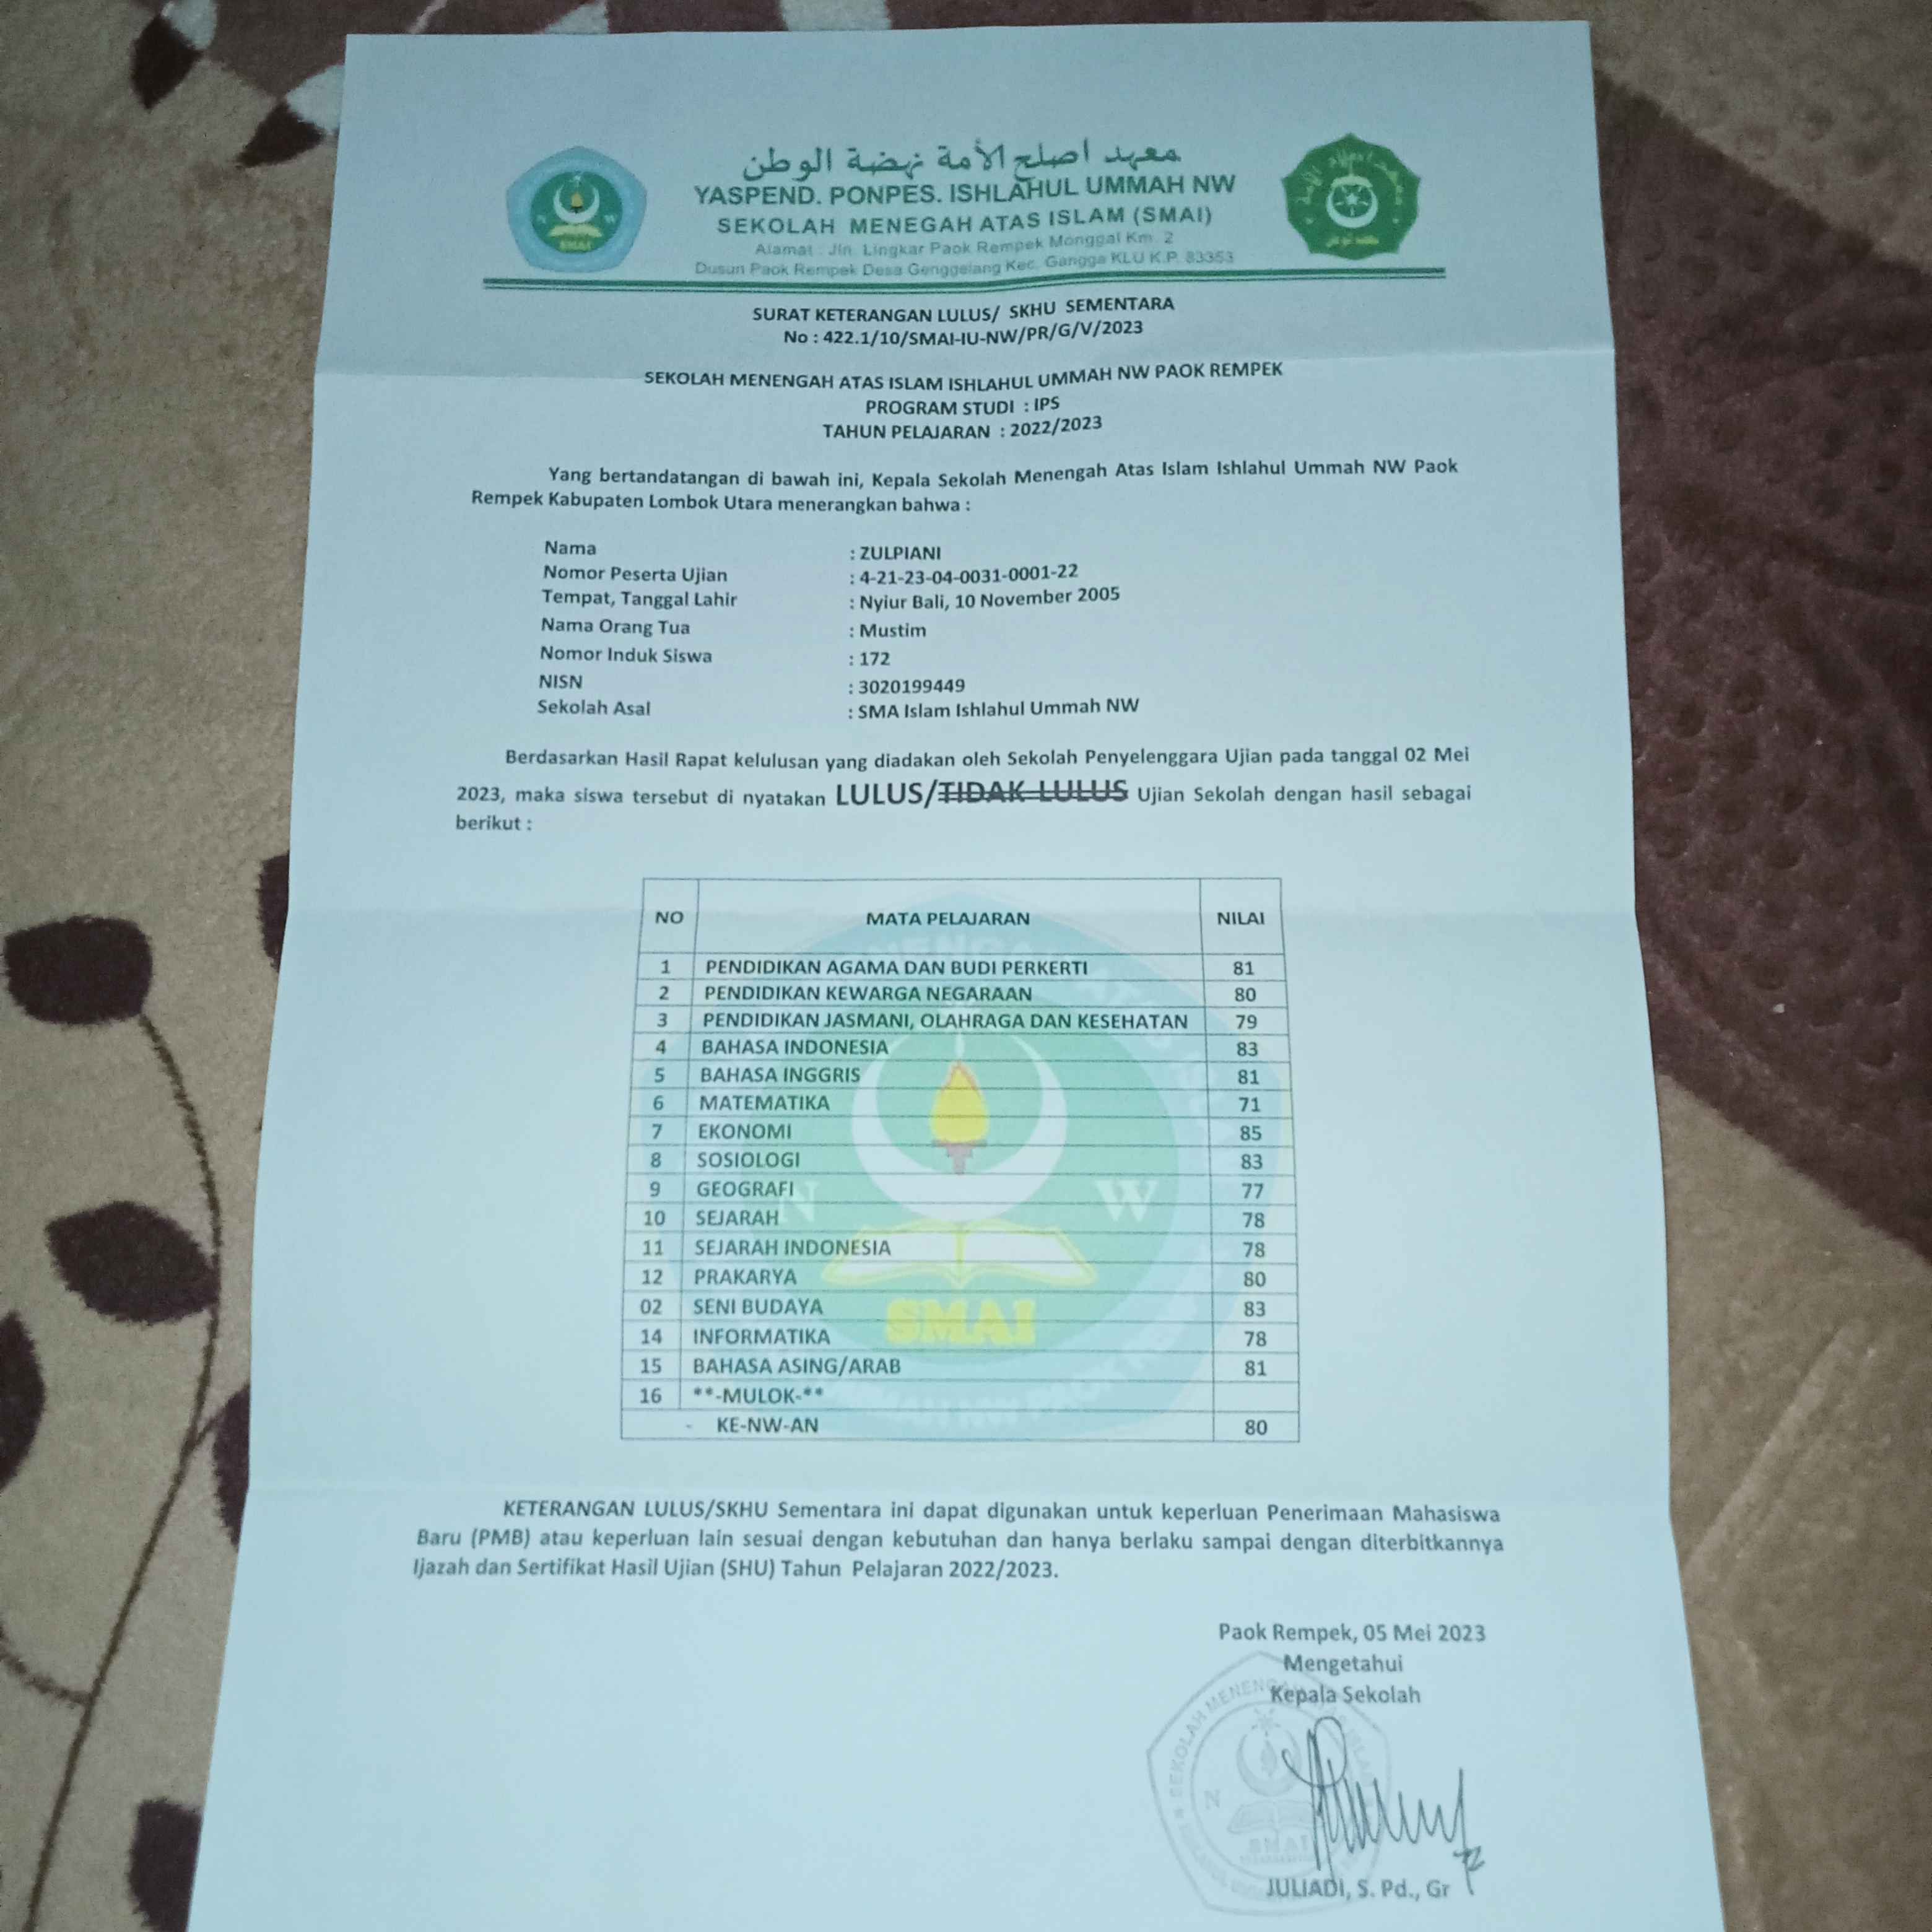 معهد اصلح الأمة نهضة الوطن
YASPEND. PONPES. ISHLAHUL UMMAH NW
SEKOLAH MENEGAH ATAS ISLAM (SMAI)
Alamat : Jln. Lingkar Paok Rempek Monggal Km. 2
Dusun Paok Rempek Desa Genggelang Kec. Gangga KLU K.P. 83353
N W
SMAI
SURAT KETERANGAN LULUS/ SKHU SEMENTARA
No : 422.1/10/SMAI-IU-NW/PR/G/V/2023
SEKOLAH MENENGAH ATAS ISLAM ISHLAHUL UMMAH NW PAOK REMPEK
PROGRAM STUDI : IPS
TAHUN PELAJARAN : 2022/2023
Yang bertandatangan di bawah ini, Kepala Sekolah Menengah Atas Islam Ishlahul Ummah NW Paok
Rempek Kabupaten Lombok Utara menerangkan bahwa :
Nama : ZULPIANI
Nomor Peserta Ujian : 4-21-23-04-0031-0001-22
Tempat, Tanggal Lahir : Nyiur Bali, 10 November 2005
Nama Orang Tua : Mustim
Nomor Induk Siswa : 172
NISN : 3020199449
Sekolah Asal : SMA Islam Ishlahul Ummah NW
Berdasarkan Hasil Rapat kelulusan yang diadakan oleh Sekolah Penyelenggara Ujian pada tanggal 02 Mei
2023, maka siswa tersebut di nyatakan LULUS/TIDAK LULUS Ujian Sekolah dengan hasil sebagai
berikut :
NO MATA PELAJARAN NILAI
1 PENDIDIKAN AGAMA DAN BUDI PERKERTI 81
2 PENDIDIKAN KEWARGA NEGARAAN 80
3 PENDIDIKAN JASMANI, OLAHRAGA DAN KESEHATAN 79
4 BAHASA INDONESIA 83
5 BAHASA INGGRIS 81
6 MATEMATIKA 71
7 EKONOMI 85
8 SOSIOLOGI 83
9 GEOGRAFI 77
10 SEJARAH 78
11 SEJARAH INDONESIA 78
12 PRAKARYA 80
02 SENI BUDAYA 83
14 INFORMATIKA 78
15 BAHASA ASING/ARAB 81
16 **-MULOK-**
- KE-NW-AN 80
N W
SMAI
KETERANGAN LULUS/SKHU Sementara ini dapat digunakan untuk keperluan Penerimaan Mahasiswa
Baru (PMB) atau keperluan lain sesuai dengan kebutuhan dan hanya berlaku sampai dengan diterbitkannya
Ijazah dan Sertifikat Hasil Ujian (SHU) Tahun Pelajaran 2022/2023.
Paok Rempek, 05 Mei 2023
Mengetahui
Kepala Sekolah
SEKOLAH MENENGAH
N
SMAI
JULIADI, S. Pd., Gr